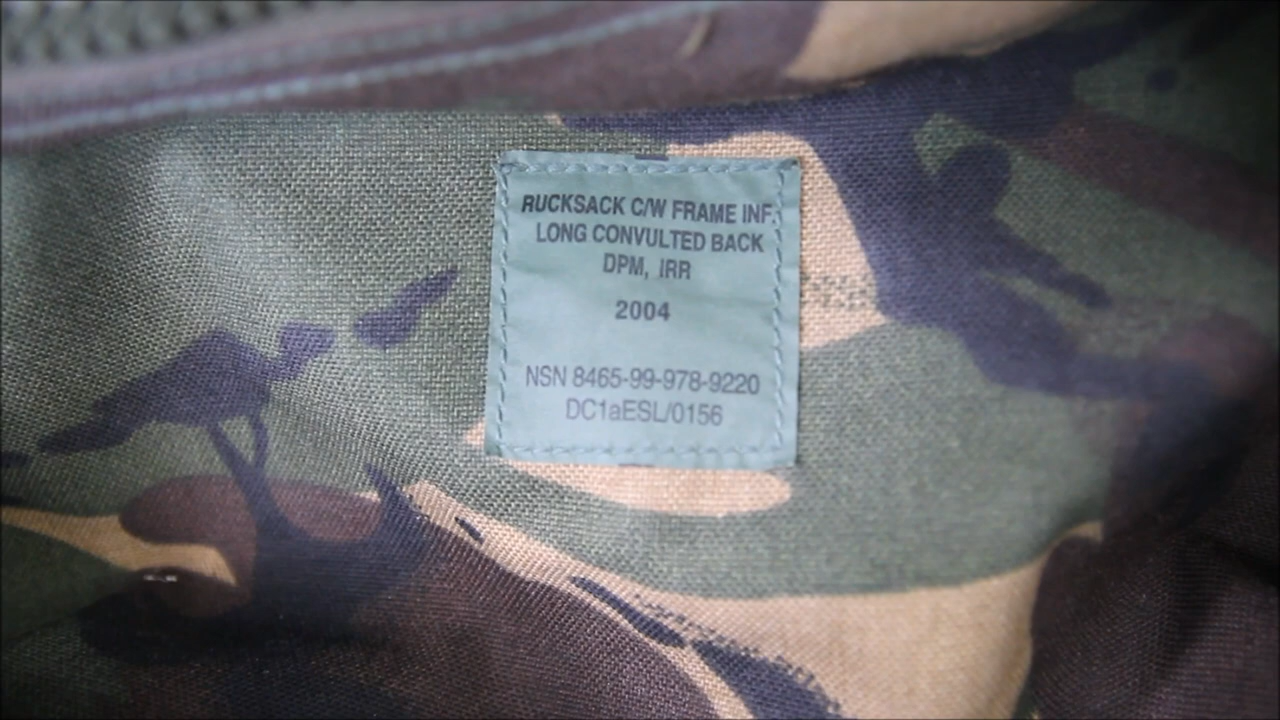 RUCKSACK C/W FRAME INF.
LONG CONVULTED BACK
DPM, IRR
2004
NSN 8465-99-978-9220
DC1aESL/0156